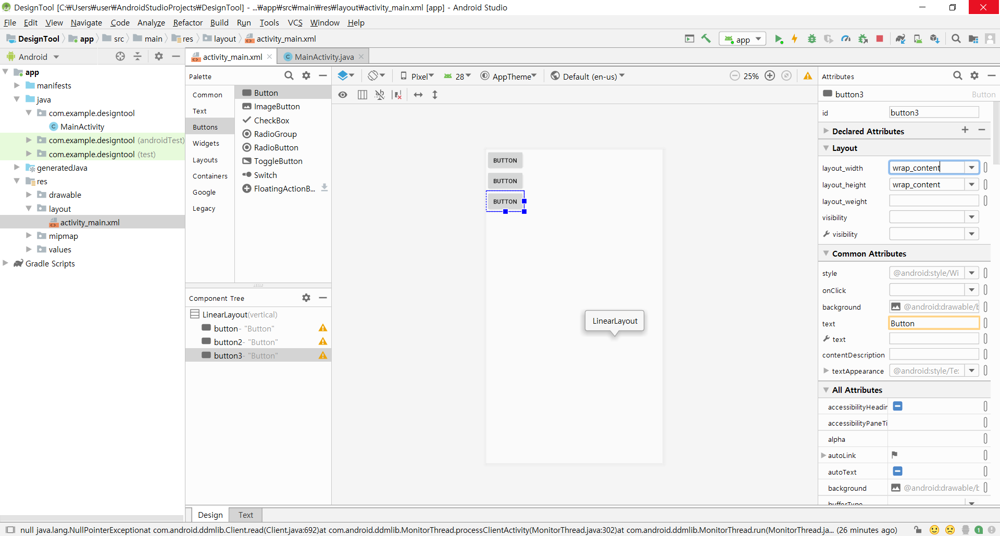 DesignTool [C:₩Users₩user₩AndroidStudioProjects₩DesignTool] - ...₩app₩src₩main₩res₩layout₩activity_main.xml [app] - Android Studio
File Edit View Navigate Code Analyze Refactor Build Run Tools VCS Window Help
DesignTool app src main res layout activity_main.xml
app
Android
activity_main.xml
MainActivity.java
app
manifests
java
com.example.designtool
MainActivity
com.example.designtool (androidTest)
com.example.designtool (test)
generatedJava
res
drawable
layout
activity_main.xml
mipmap
values
Gradle Scripts
Palette
Common
Text
Buttons
Widgets
Layouts
Containers
Google
Legacy
Button
ImageButton
CheckBox
RadioGroup
RadioButton
ToggleButton
Switch
FloatingActionB...
Component Tree
LinearLayout(vertical)
button- "Button"
button2- "Button"
button3- "Button"
Pixel 28 AppTheme Default (en-us) 25%
BUTTON
BUTTON
BUTTON
LinearLayout
Attributes
button3 Button
id button3
Declared Attributes
Layout
layout_width wrap_content
layout_height wrap_content
layout_weight
visibility
visibility
Common Attributes
style @android:style/Wi
onClick
background @android:drawable/b
text Button
text
contentDescription
textAppearance @android:style/Te:
All Attributes
accessibilityHeadin
accessibilityPaneTi
alpha
autoLink
autoText
background @android:drawable/b
bufferType
Design Text
null java.lang.NullPointerExceptionat com.android.ddmlib.Client.read(Client.java:692)at com.android.ddmlib.MonitorThread.processClientActivity(MonitorThread.java:302)at com.android.ddmlib.MonitorThread.run(MonitorThread.ja... (26 minutes ago) 1